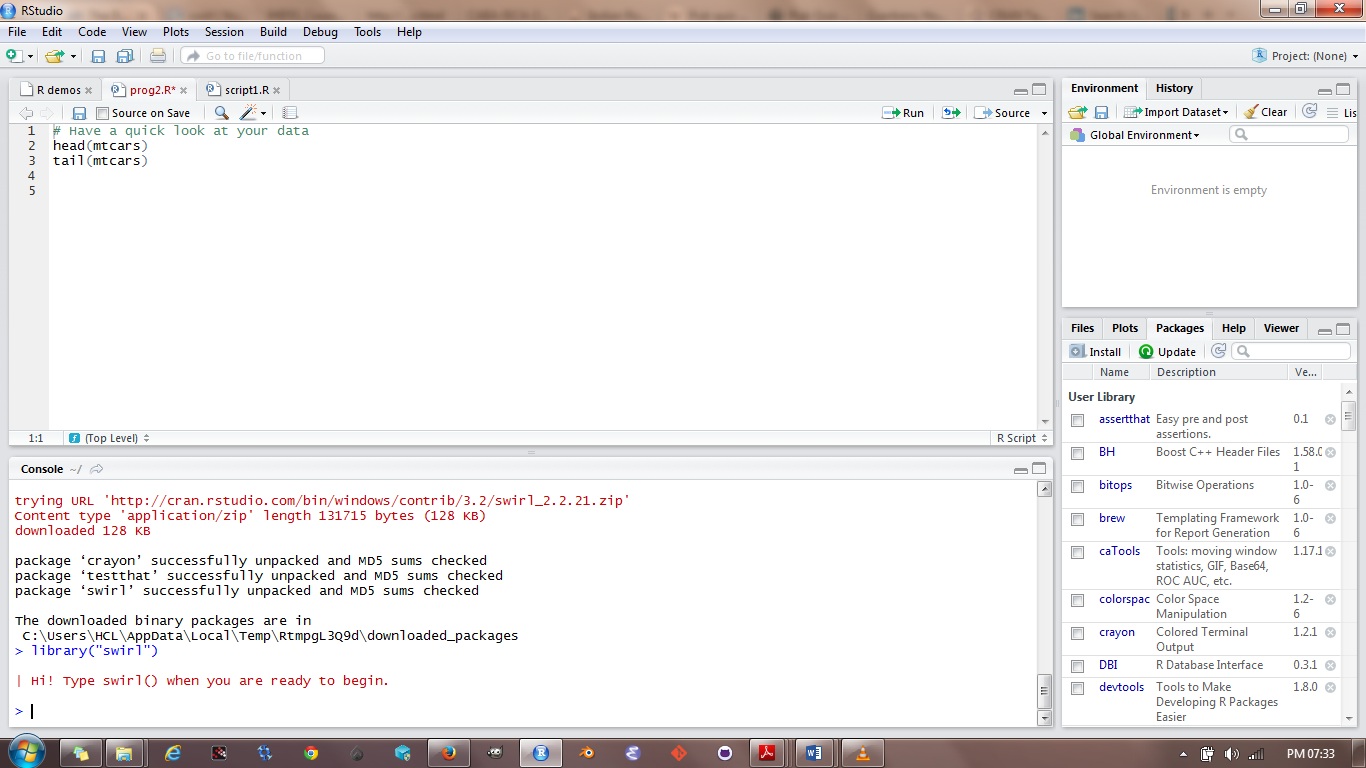 RStudio
File Edit Code View Plots Session Build Debug Tools Help
Go to file/function
Project: (None)
R demos prog2.R* script1.R
Source on Save Run Source
1 # Have a quick look at your data
2 head(mtcars)
3 tail(mtcars)
4
5
1:1 (Top Level) R Script
Console ~/
trying URL 'http://cran.rstudio.com/bin/windows/contrib/3.2/swirl_2.2.21.zip'
Content type 'application/zip' length 131715 bytes (128 KB)
downloaded 128 KB
package ‘crayon’ successfully unpacked and MD5 sums checked
package ‘testthat’ successfully unpacked and MD5 sums checked
package ‘swirl’ successfully unpacked and MD5 sums checked
The downloaded binary packages are in
C:\Users\HCL\AppData\Local\Temp\RtmpgL3Q9d\downloaded_packages
> library("swirl")
| Hi! Type swirl() when you are ready to begin.
>
Environment History
Import Dataset Clear Lis
Global Environment
Environment is empty
Files Plots Packages Help Viewer
Install Update
Name Description Ve...
User Library
assertthat Easy pre and post 0.1
assertions.
BH Boost C++ Header Files 1.58.0
1
bitops Bitwise Operations 1.0-
6
brew Templating Framework 1.0-
for Report Generation 6
caTools Tools: moving window 1.17.1
statistics, GIF, Base64,
ROC AUC, etc.
colorspac Color Space 1.2-
Manipulation 6
crayon Colored Terminal 1.2.1
Output
DBI R Database Interface 0.3.1
devtools Tools to Make 1.8.0
Developing R Packages
Easier
PM 07:33